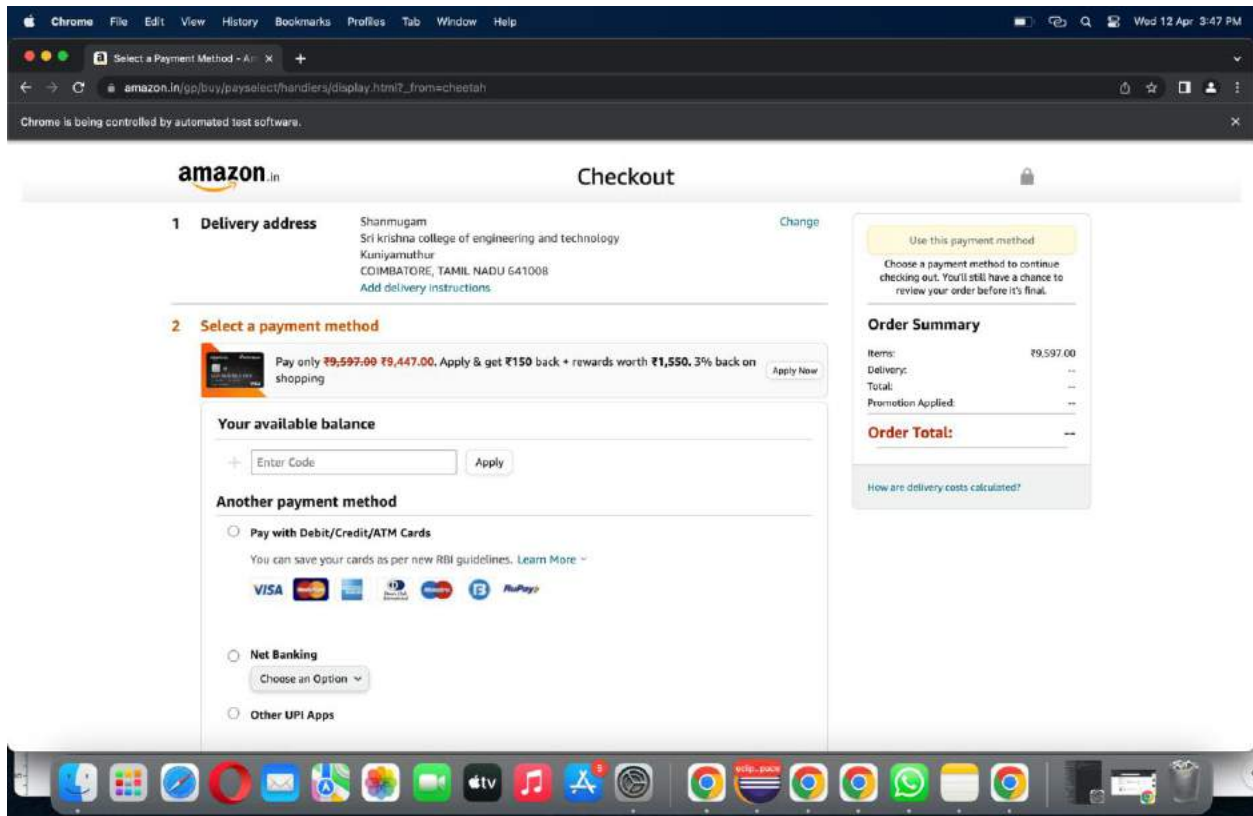 Chrome File Edit View History Bookmarks Profiles Tab Window Help
Wed 12 Apr 3:47 PM
Select a Payment Method - Am
amazon.in/gp/buy/payselect/handlers/display.html?_from=cheetah
Chrome is being controlled by automated test software.
amazon.in
Checkout
1 Delivery address
Shanmugam
Sri krishna college of engineering and technology
Kuniyamuthur
COIMBATORE, TAMIL NADU 641008
Add delivery instructions
Change
2 Select a payment method
Pay only ₹9,597.00 ₹9,447.00. Apply & get ₹150 back + rewards worth ₹1,550. 3% back on
shopping
Apply Now
Your available balance
Enter Code
Apply
Another payment method
Pay with Debit/Credit/ATM Cards
You can save your cards as per new RBI guidelines. Learn More
VISA
RuPay
Net Banking
Choose an Option
Other UPI Apps
Use this payment method
Choose a payment method to continue
checking out. You'll still have a chance to
review your order before it's final.
Order Summary
Items: ₹9,597.00
Delivery: --
Total: --
Promotion Applied: --
Order Total: --
How are delivery costs calculated?
tv
9